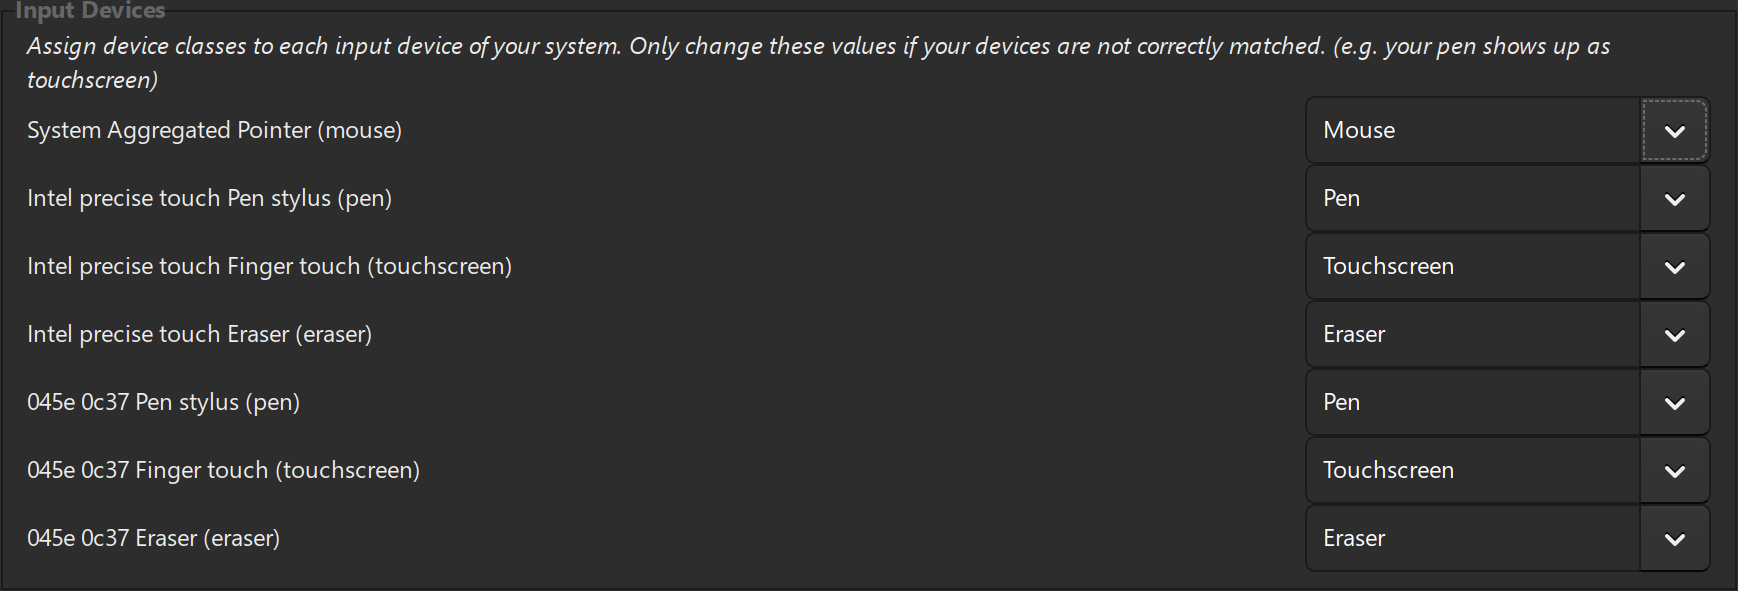 Input Devices
Assign device classes to each input device of your system. Only change these values if your devices are not correctly matched. (e.g. your pen shows up as
touchscreen)
System Aggregated Pointer (mouse) Mouse
Intel precise touch Pen stylus (pen) Pen
Intel precise touch Finger touch (touchscreen) Touchscreen
Intel precise touch Eraser (eraser) Eraser
045e 0c37 Pen stylus (pen) Pen
045e 0c37 Finger touch (touchscreen) Touchscreen
045e 0c37 Eraser (eraser) Eraser